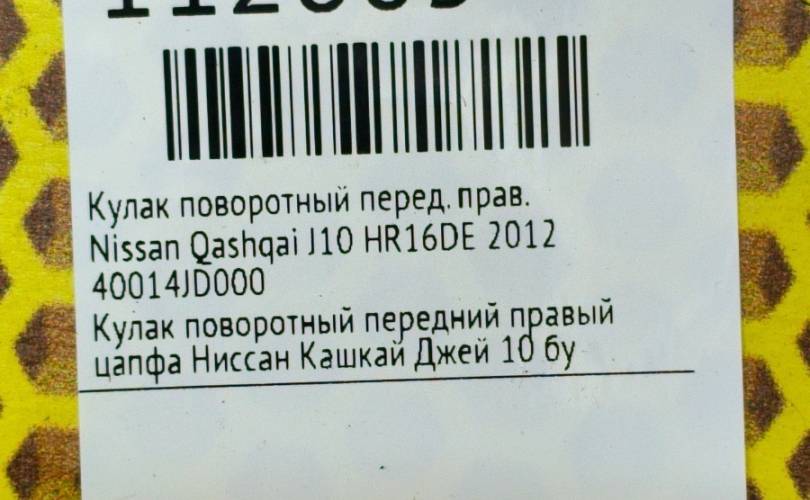 Кулак поворотный перед. прав.
Nissan Qashqai J10 HR16DE 2012
40014JD000
Кулак поворотный передний правый
цапфа Ниссан Кашкай Джей 10 бу